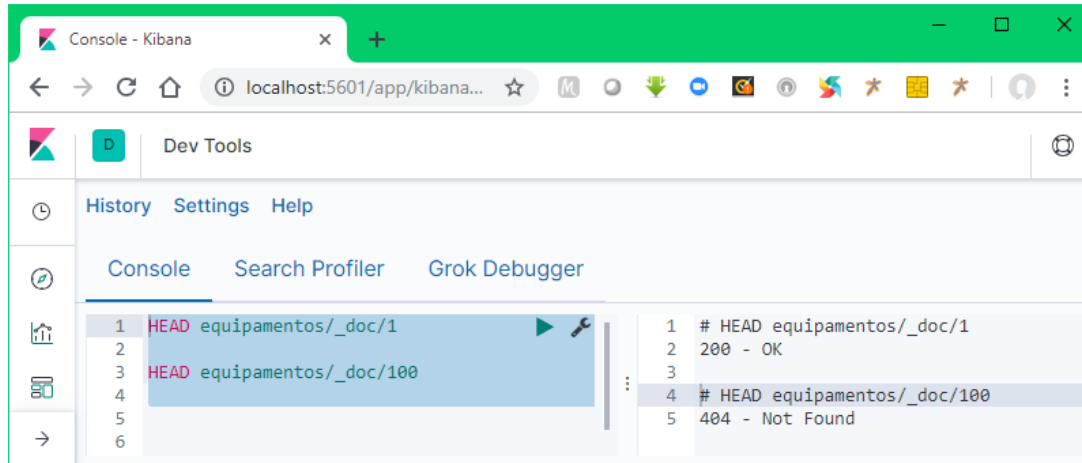 Console - Kibana
localhost:5601/app/kibana...
D
Dev Tools
History Settings Help
Console Search Profiler Grok Debugger
1 HEAD equipamentos/_doc/1
2
3 HEAD equipamentos/_doc/100
4
5
6
1 # HEAD equipamentos/_doc/1
2 200 - OK
3
4 # HEAD equipamentos/_doc/100
5 404 - Not Found